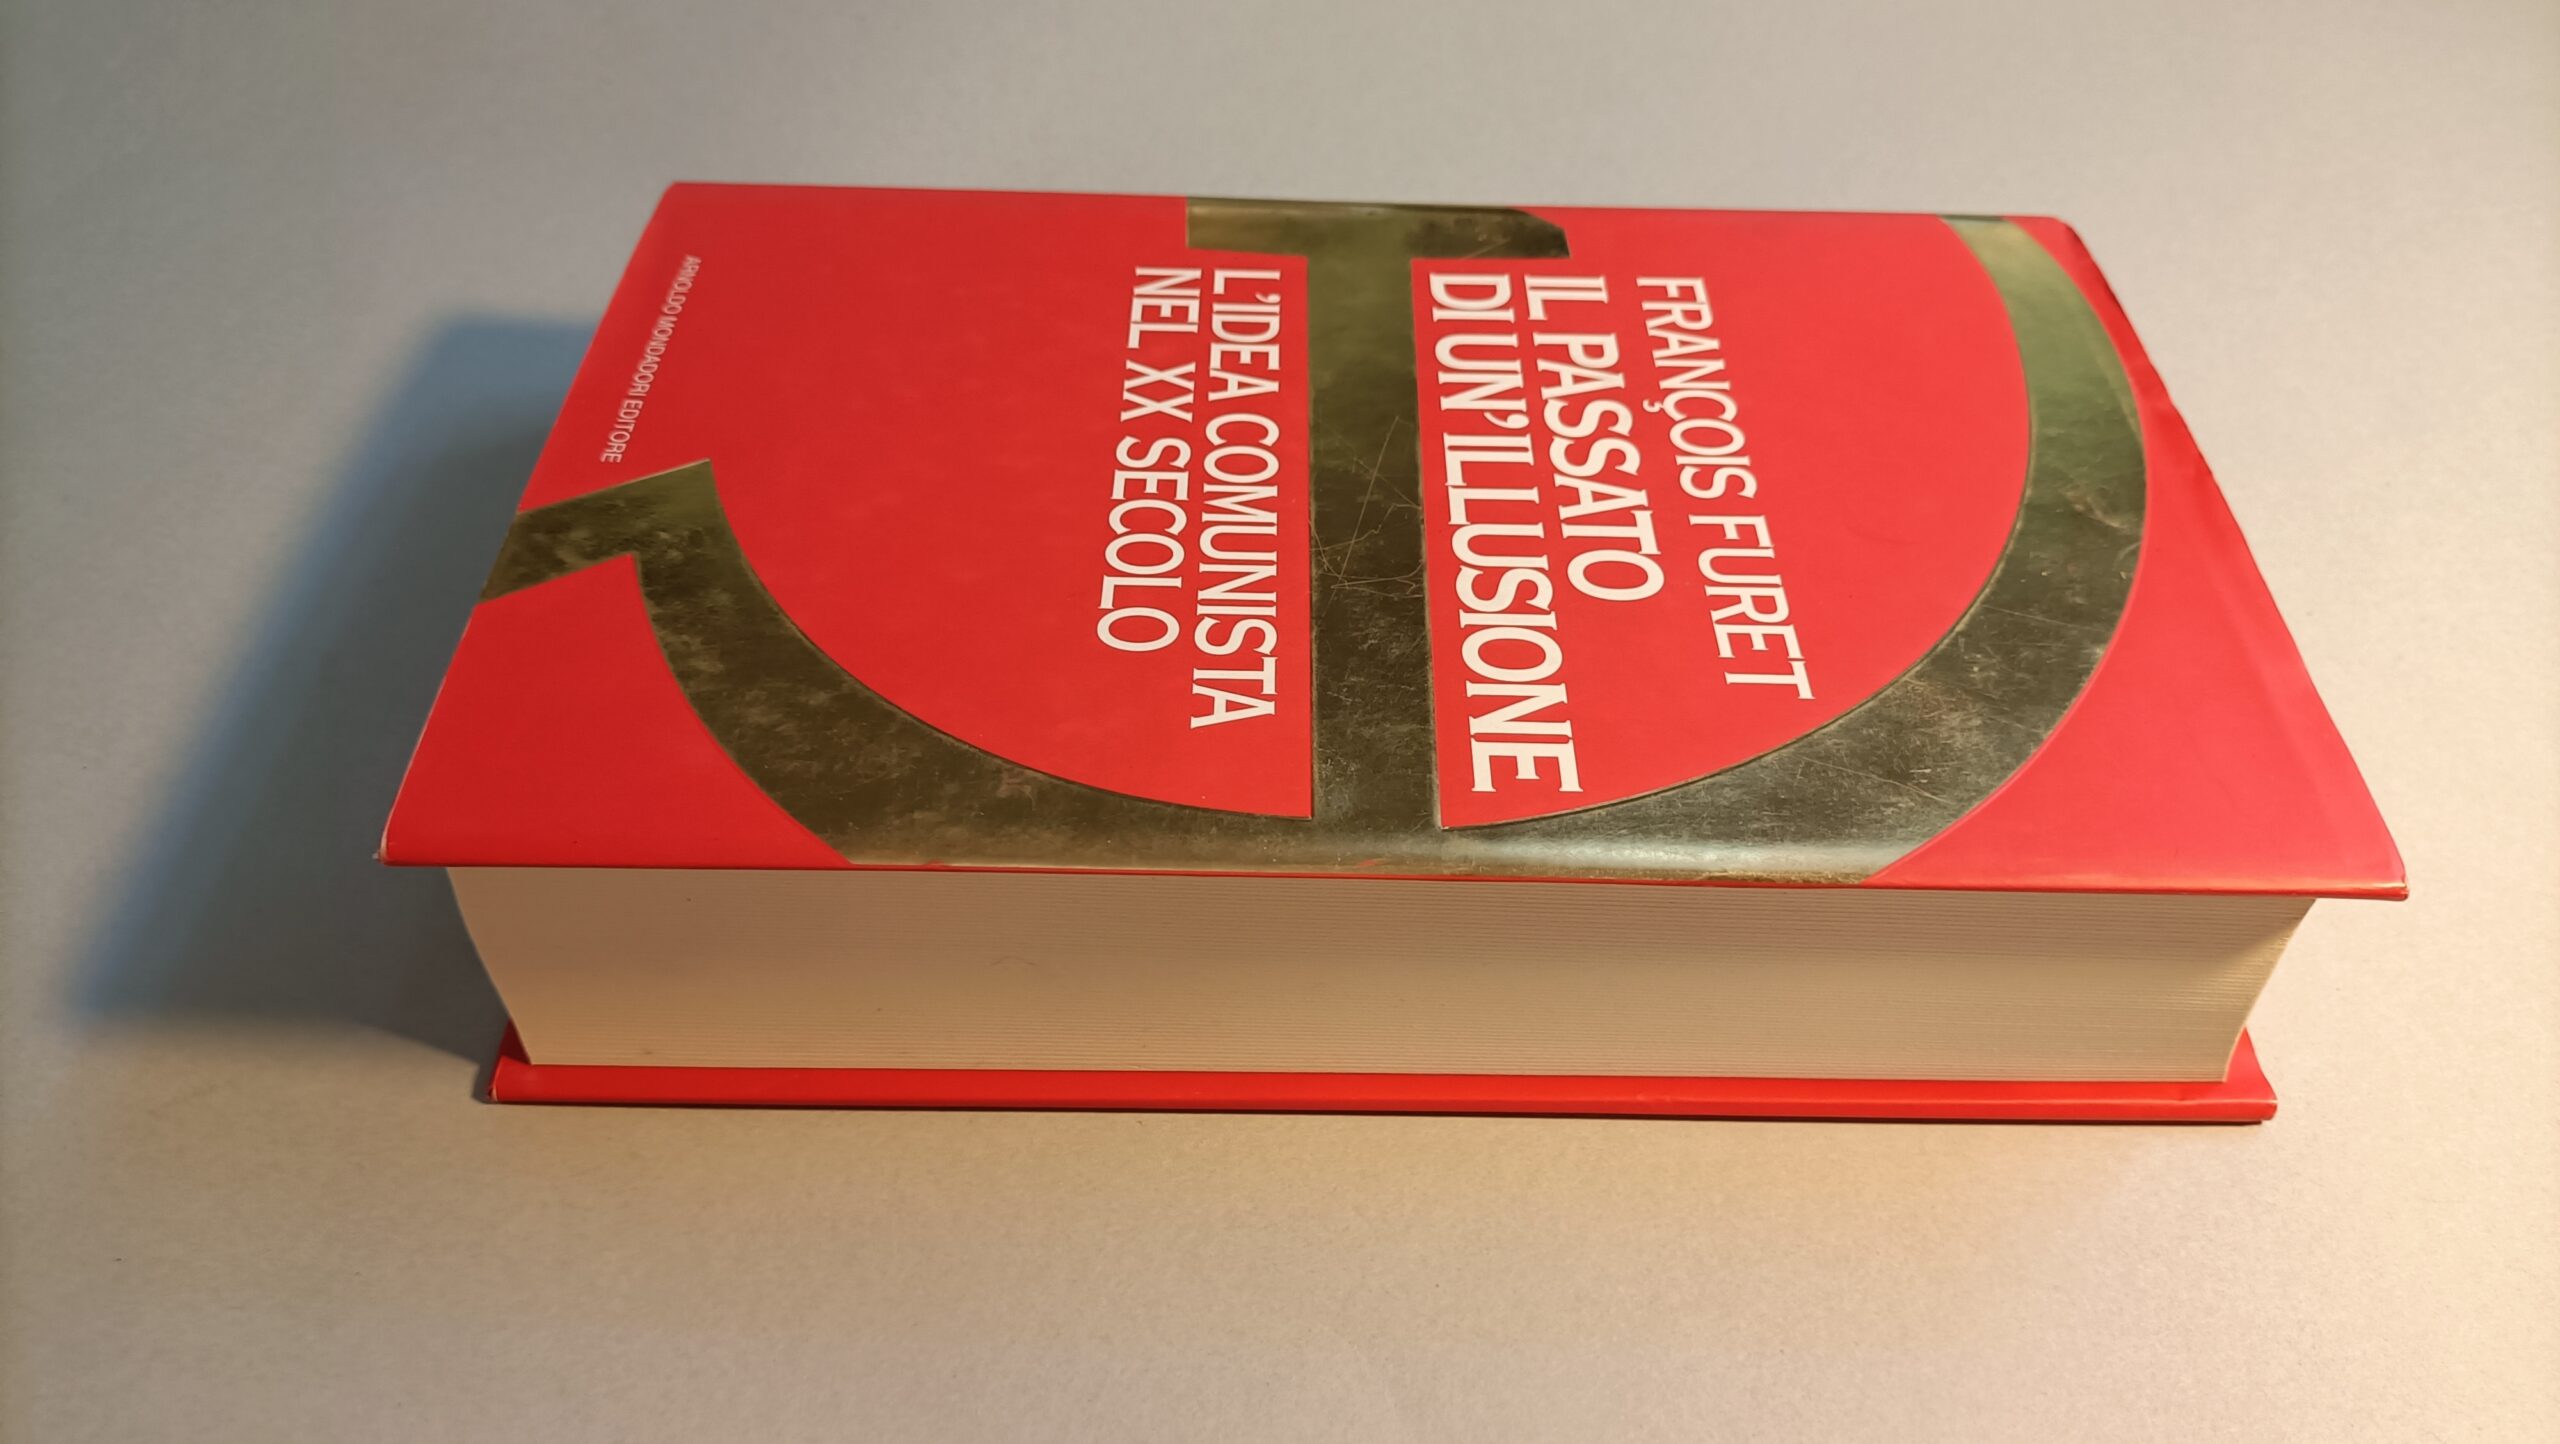 FRANÇOIS FURET
IL PASSATO
DI UN'ILLUSIONE
L'IDEA COMUNISTA
NEL XX SECOLO
ARNOLDO MONDADORI EDITORE